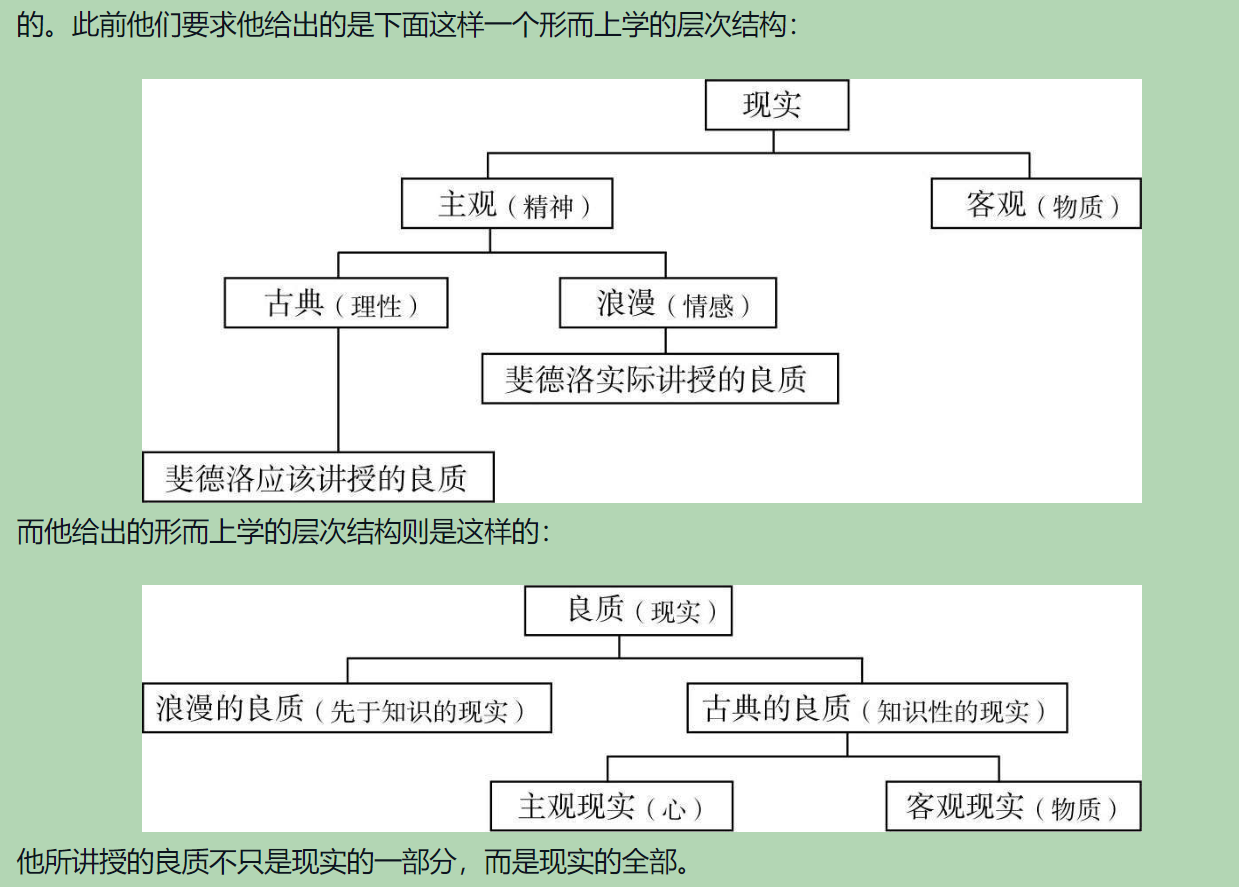 的。此前他们要求他给出的是下面这样一个形而上学的层次结构：
现实
主观（精神）
客观（物质）
古典（理性）
浪漫（情感）
斐德洛实际讲授的良质
斐德洛应该讲授的良质
而他给出的形而上学的层次结构则是这样的：
良质（现实）
浪漫的良质（先于知识的现实）
古典的良质（知识性的现实）
主观现实（心）
客观现实（物质）
他所讲授的良质不只是现实的一部分，而是现实的全部。